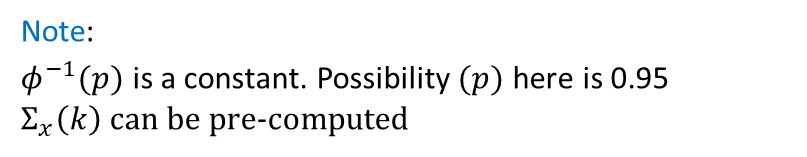 Note:
ϕ⁻¹(p) is a constant. Possibility (p) here is 0.95
Σₓ(k) can be pre-computed